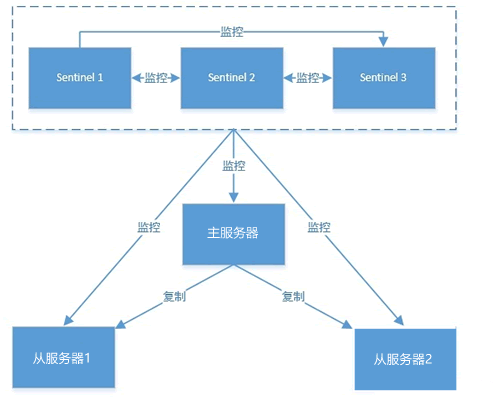 监控
Sentinel 1
监控
Sentinel 2
监控
Sentinel 3
监控
监控
监控
主服务器
复制
复制
从服务器1
从服务器2